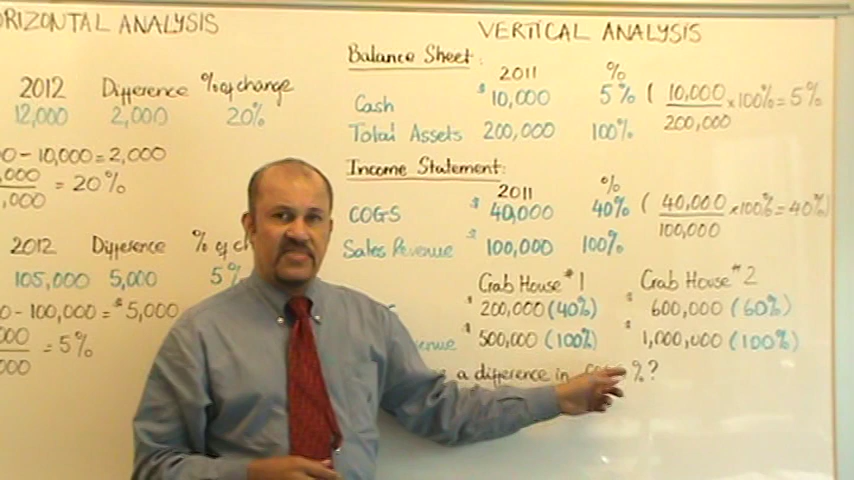 ORIZONTAL ANALYSIS
2012 Difference % of change
12,000 2,000 20%
0 - 10,000 = 2,000
,000 / ,000 = 20%
2012 Difference % of ch
105,000 5,000 5%
0 - 100,000 = $5,000
000 / 000 = 5%
VERTICAL ANALYSIS
Balance Sheet:
2011 %
Cash $10,000 5% ( 10,000 / 200,000 x 100% = 5%
Total Assets 200,000 100%
Income Statement:
2011 %
COGS $40,000 40% ( 40,000 / 100,000 x 100% = 40%)
Sales Revenue $100,000 100%
Crab House #1 Crab House #2
$200,000 (40%) $600,000 (60%)
enue $500,000 (100%) $1,000,000 (100%)
a difference in %?